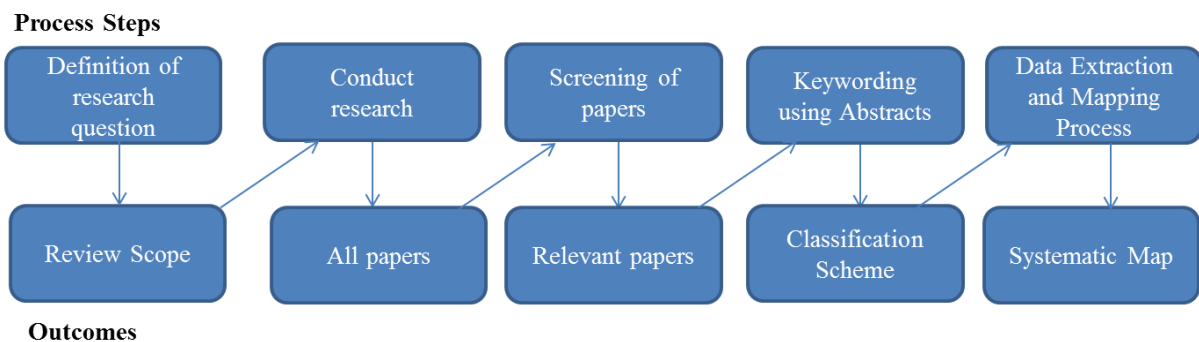 Process Steps
Definition of
research
question
Conduct
research
Screening of
papers
Keywording
using Abstracts
Data Extraction
and Mapping
Process
Review Scope
All papers
Relevant papers
Classification
Scheme
Systematic Map
Outcomes